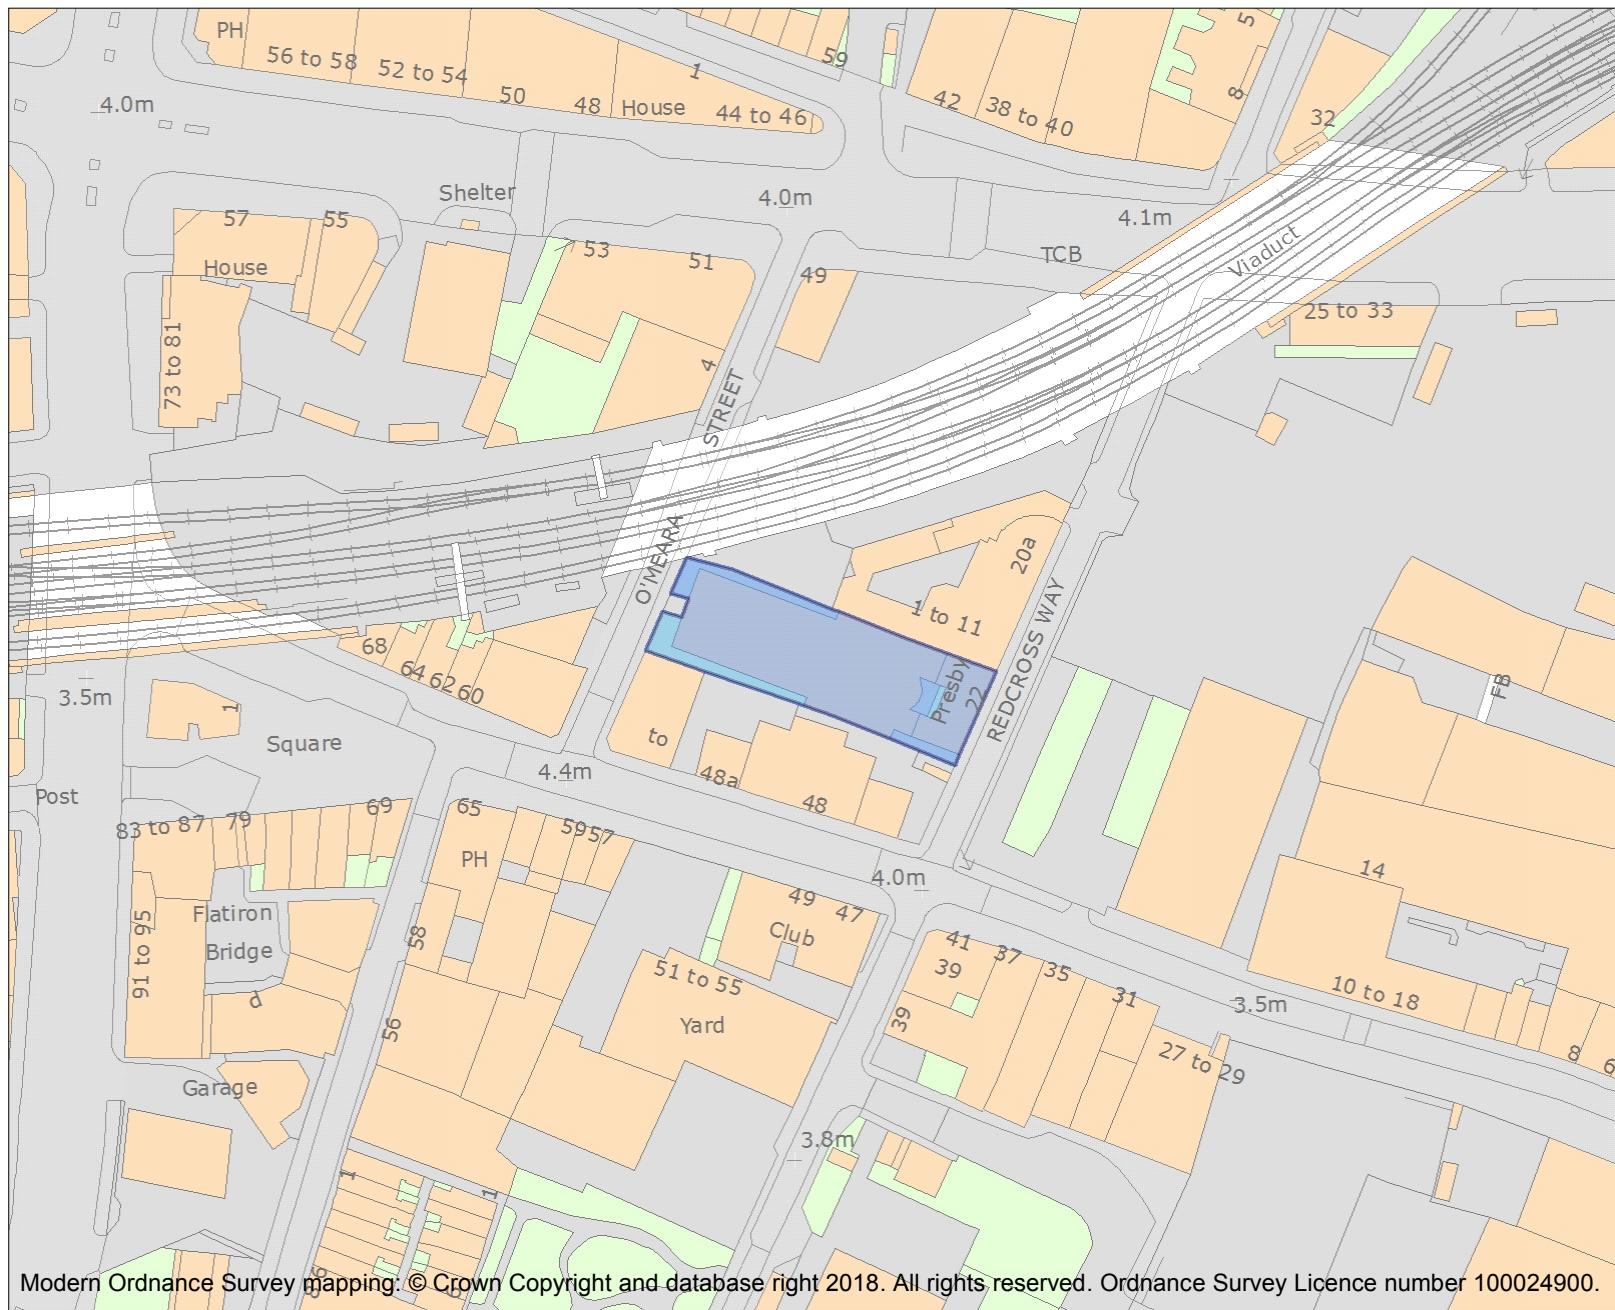 PH
56 to 58
52 to 54
50
48
House
1
44 to 46
59
42
38 to 40
5
8
32
4.0m
Shelter
4.0m
4.1m
57
55
House
53
51
49
TCB
Viaduct
25 to 33
73 to 81
4
O'MEARA STREET
20a
1 to 11
68
64
62
60
3.5m
1
Square
Presby
22
REDCROSS WAY
FB
to
48a
48
4.4m
Post
83 to 87
79
69
65
PH
59
57
4.0m
14
Flatiron
Bridge
91 to 95
d
58
49
47
Club
51 to 55
Yard
41
39
37
35
31
39
10 to 18
3.5m
8
6
27 to 29
56
Garage
3.8m
1
1
Modern Ordnance Survey mapping: © Crown Copyright and database right 2018. All rights reserved. Ordnance Survey Licence number 100024900.